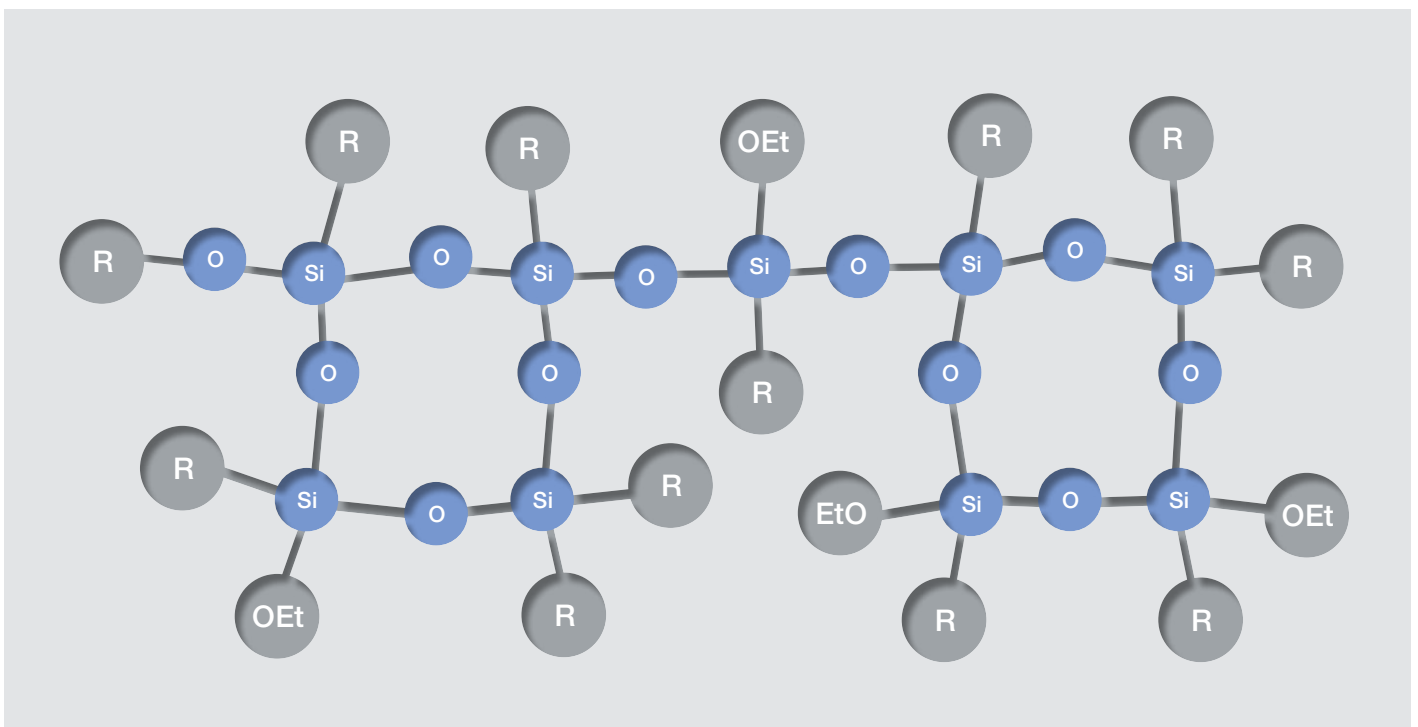 R R OEt R R
R O Si O Si O Si O Si O Si R
O O R O O
R Si O Si R EtO Si O Si OEt
OEt R R R